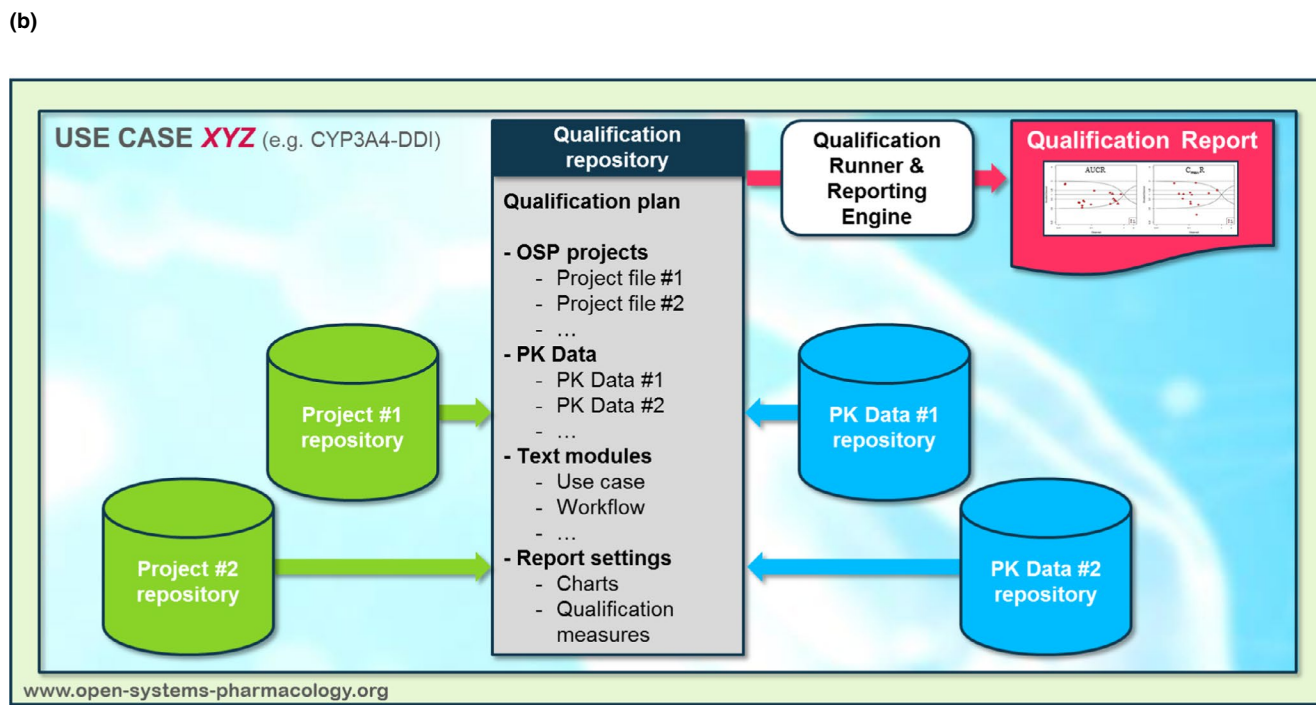 (b)
USE CASE XYZ (e.g. CYP3A4-DDI)
Qualification
repository
Qualification plan
- OSP projects
- Project file #1
- Project file #2
- ...
- PK Data
- PK Data #1
- PK Data #2
- ...
- Text modules
- Use case
- Workflow
- ...
- Report settings
- Charts
- Qualification
measures
Qualification
Runner &
Reporting
Engine
Qualification Report
AUCR
CmaxR
Project #1
repository
Project #2
repository
PK Data #1
repository
PK Data #2
repository
www.open-systems-pharmacology.org